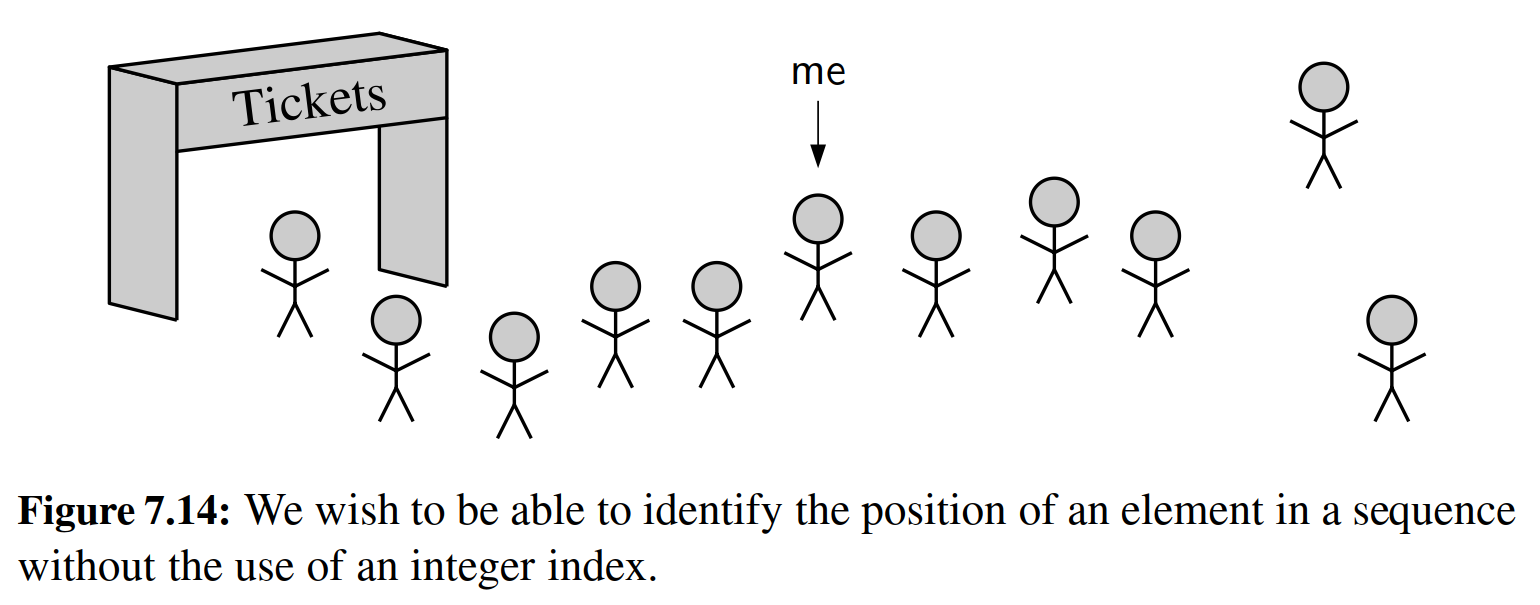 Tickets
me
Figure 7.14: We wish to be able to identify the position of an element in a sequence
without the use of an integer index.